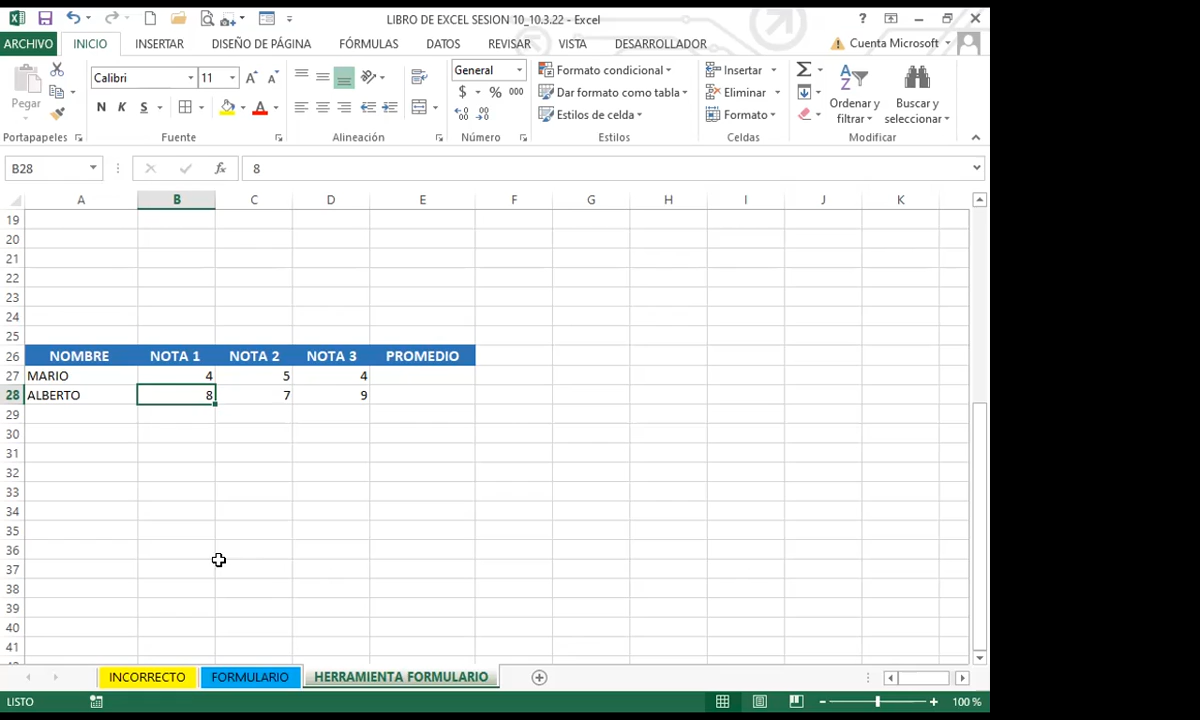 LIBRO DE EXCEL SESION 10_10.3.22 - Excel
ARCHIVO INICIO INSERTAR DISEÑO DE PÁGINA FÓRMULAS DATOS REVISAR VISTA DESARROLLADOR Cuenta Microsoft
Pegar
Portapapeles
Calibri 11
N K S
Fuente
Alineación
General
$ % 000
Número
Formato condicional
Dar formato como tabla
Estilos de celda
Estilos
Insertar
Eliminar
Formato
Celdas
Ordenar y filtrar
Buscar y seleccionar
Modificar
B28 fx 8
A B C D E F G H I J K
19
20
21
22
23
24
25
26 NOMBRE NOTA 1 NOTA 2 NOTA 3 PROMEDIO
27 MARIO 4 5 4
28 ALBERTO 8 7 9
29
30
31
32
33
34
35
36
37
38
39
40
41
INCORRECTO FORMULARIO HERRAMIENTA FORMULARIO
LISTO 100 %